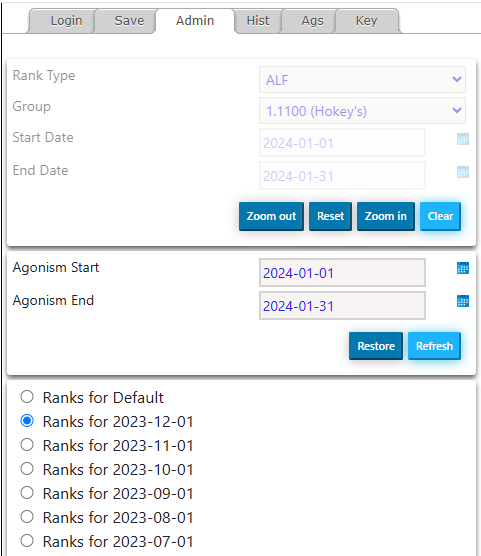 Login Save Admin Hist Ags Key
Rank Type ALF
Group 1.1100 (Hokey's)
Start Date 2024-01-01
End Date 2024-01-31
Zoom out Reset Zoom in Clear
Agonism Start 2024-01-01
Agonism End 2024-01-31
Restore Refresh
Ranks for Default
Ranks for 2023-12-01
Ranks for 2023-11-01
Ranks for 2023-10-01
Ranks for 2023-09-01
Ranks for 2023-08-01
Ranks for 2023-07-01